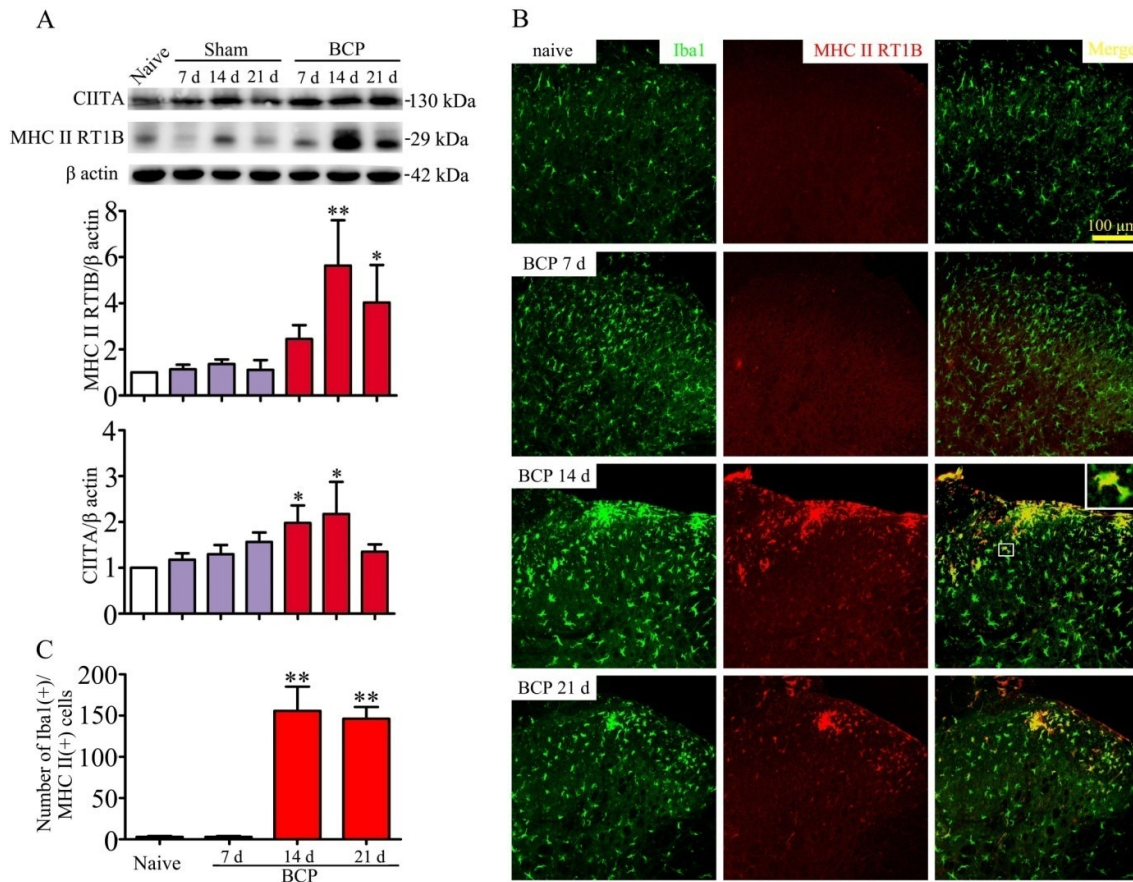 A
Naive
Sham
BCP
7 d 14 d 21 d 7 d 14 d 21 d
CIITA
-130 kDa
MHC II RT1B
-29 kDa
β actin
-42 kDa
MHC II RTIB/β actin
8
6
4
2
0
**
*
CIITA/β actin
4
3
2
1
0
*
*
C
Number of Iba1(+)/
MHC II(+) cells
200
150
100
50
0
**
**
Naive
7 d 14 d 21 d
BCP
B
naive
Iba1
MHC II RT1B
Merge
100 μm
BCP 7 d
BCP 14 d
BCP 21 d